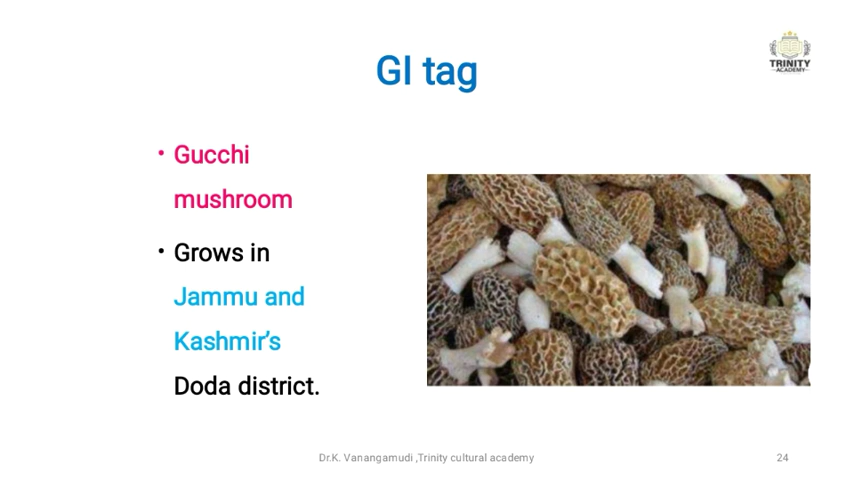 TRINITY
ACADEMY
GI tag
• Gucchi
mushroom
• Grows in
Jammu and
Kashmir's
Doda district.
Dr.K. Vanangamudi ,Trinity cultural academy
24